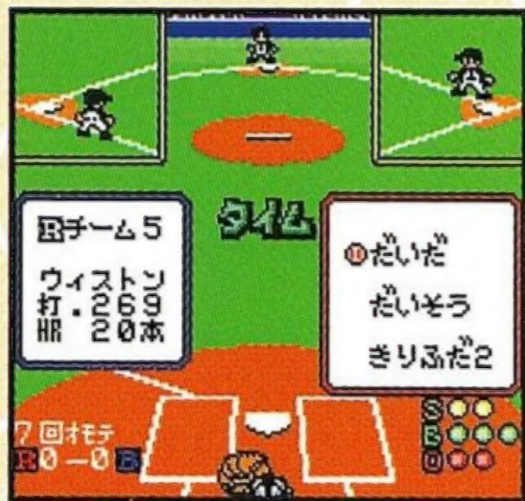 タイム
Rチーム5
ウィストン
打.269
HR 20本
だいだ
だいそう
きりふだ2
7回オモテ
R0-0B
S
B
O